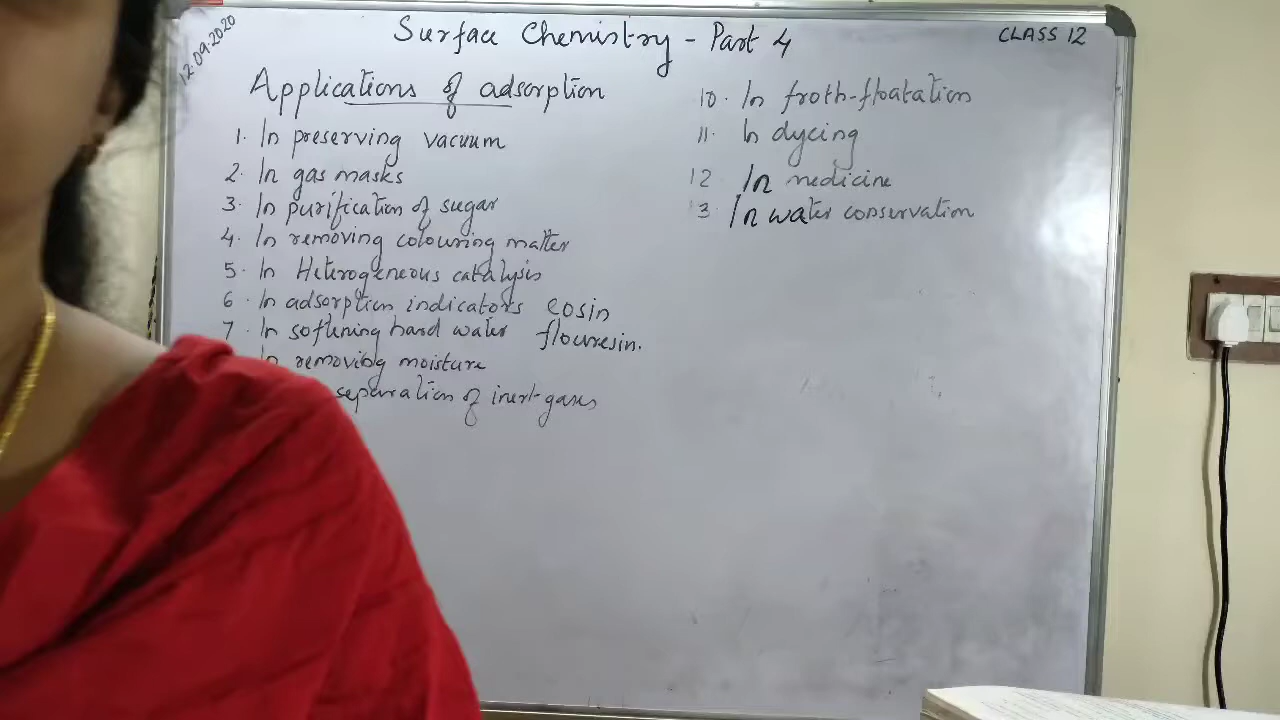 12.09.2020
Surface Chemistry - Part 4
CLASS 12
Applications of adsorption
1. In preserving vacuum
2. In gas masks
3. In purification of sugar
4. In removing colouring matter
5. In Heterogeneous catalysis
6. In adsorption indicators eosin
7. In softening hard water flouresin.
In removing moisture
separation of inert gases
10. In froth-floatation
11. In dyeing
12 In medicine
13 In water conservation